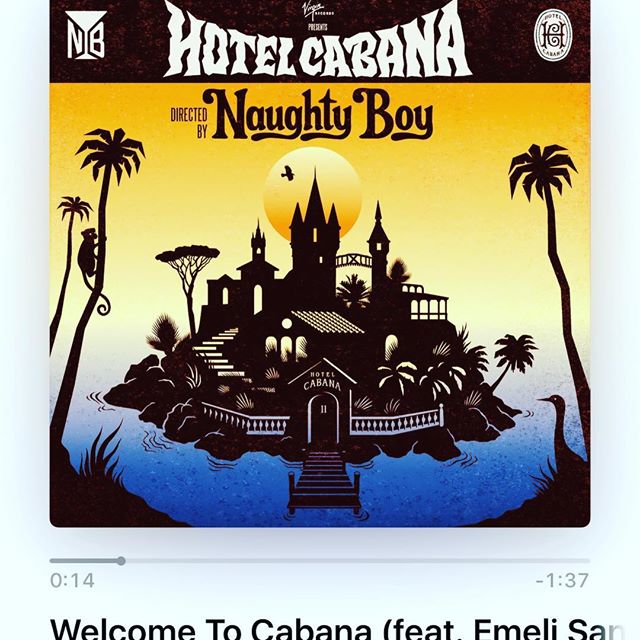 Virgin
RECORDS
PRESENTS
NB
HOTEL CABANA
HOTEL
H
CABANA
DIRECTED BY Naughty Boy
HOTEL
CABANA
II
0:14 -1:37
Welcome To Cabana (feat. Emeli San